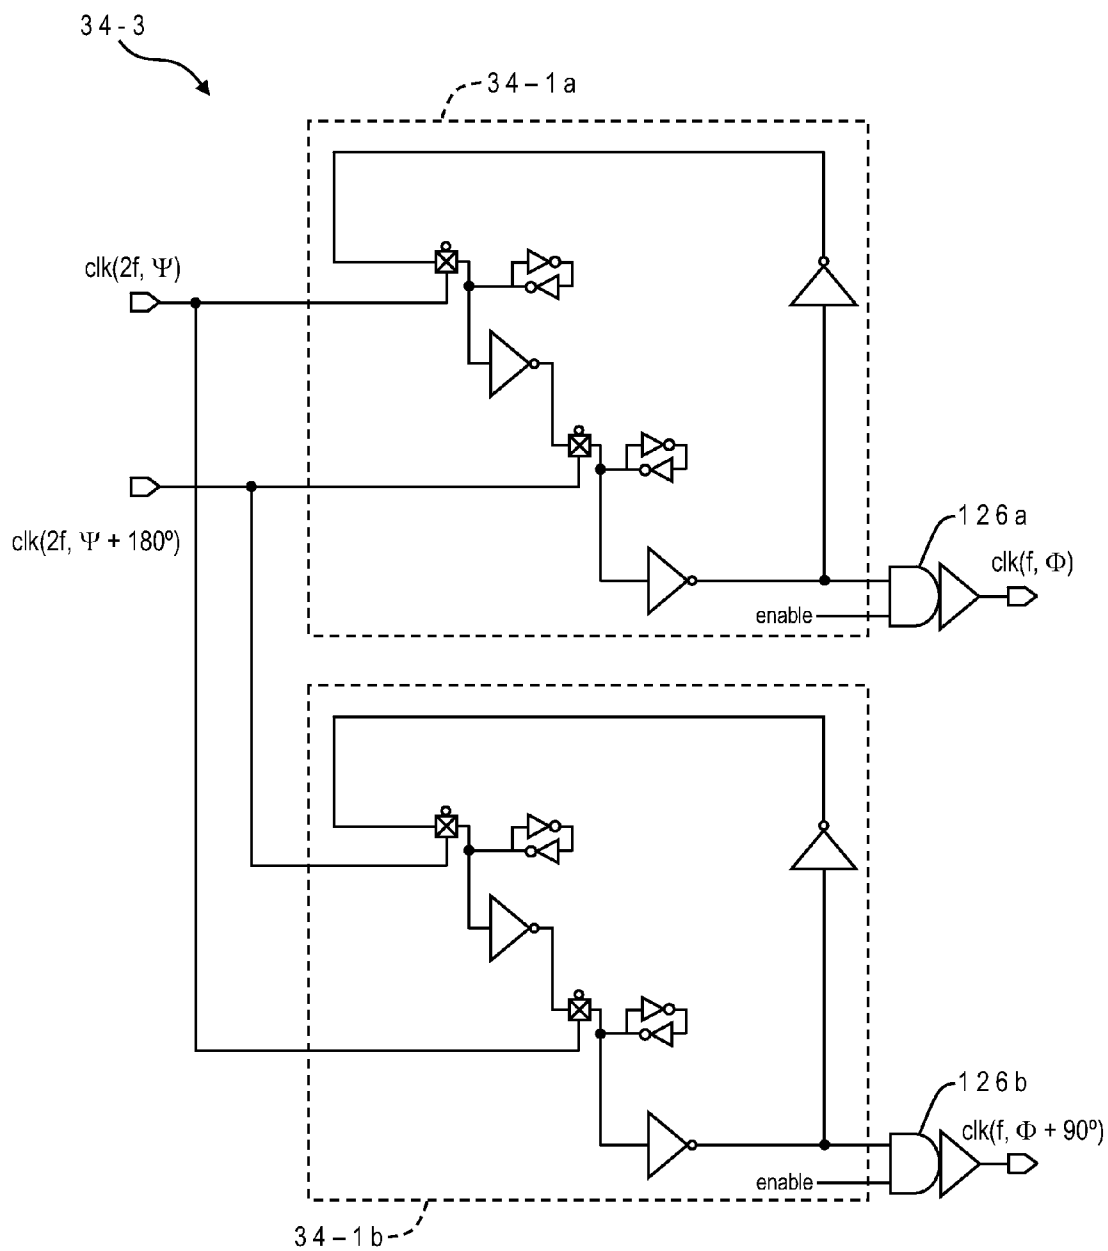 34-3
34-1a
clk(2f, Ψ)
clk(2f, Ψ + 180º)
126a
clk(f, Φ)
enable
126b
clk(f, Φ + 90º)
enable
34-1b